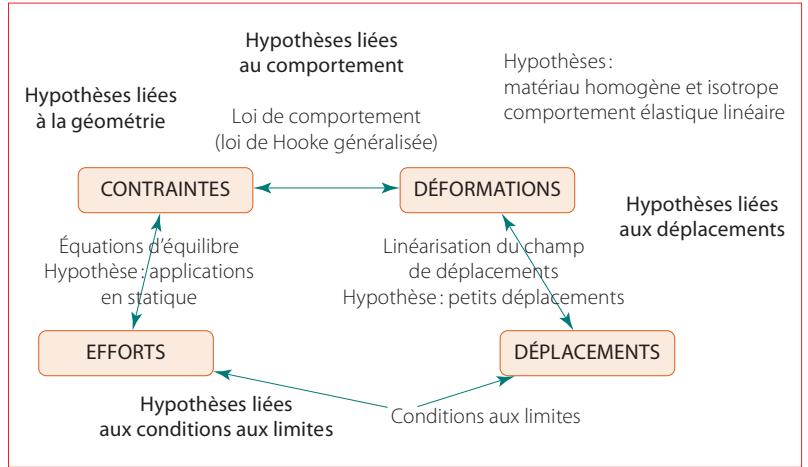 Hypothèses liées
au comportement
Hypothèses :
matériau homogène et isotrope
comportement élastique linéaire
Hypothèses liées
à la géométrie
Loi de comportement
(loi de Hooke généralisée)
CONTRAINTES
DÉFORMATIONS
Hypothèses liées
aux déplacements
Équations d'équilibre
Hypothèse : applications
en statique
Linéarisation du champ
de déplacements
Hypothèse : petits déplacements
EFFORTS
DÉPLACEMENTS
Hypothèses liées
aux conditions aux limites
Conditions aux limites